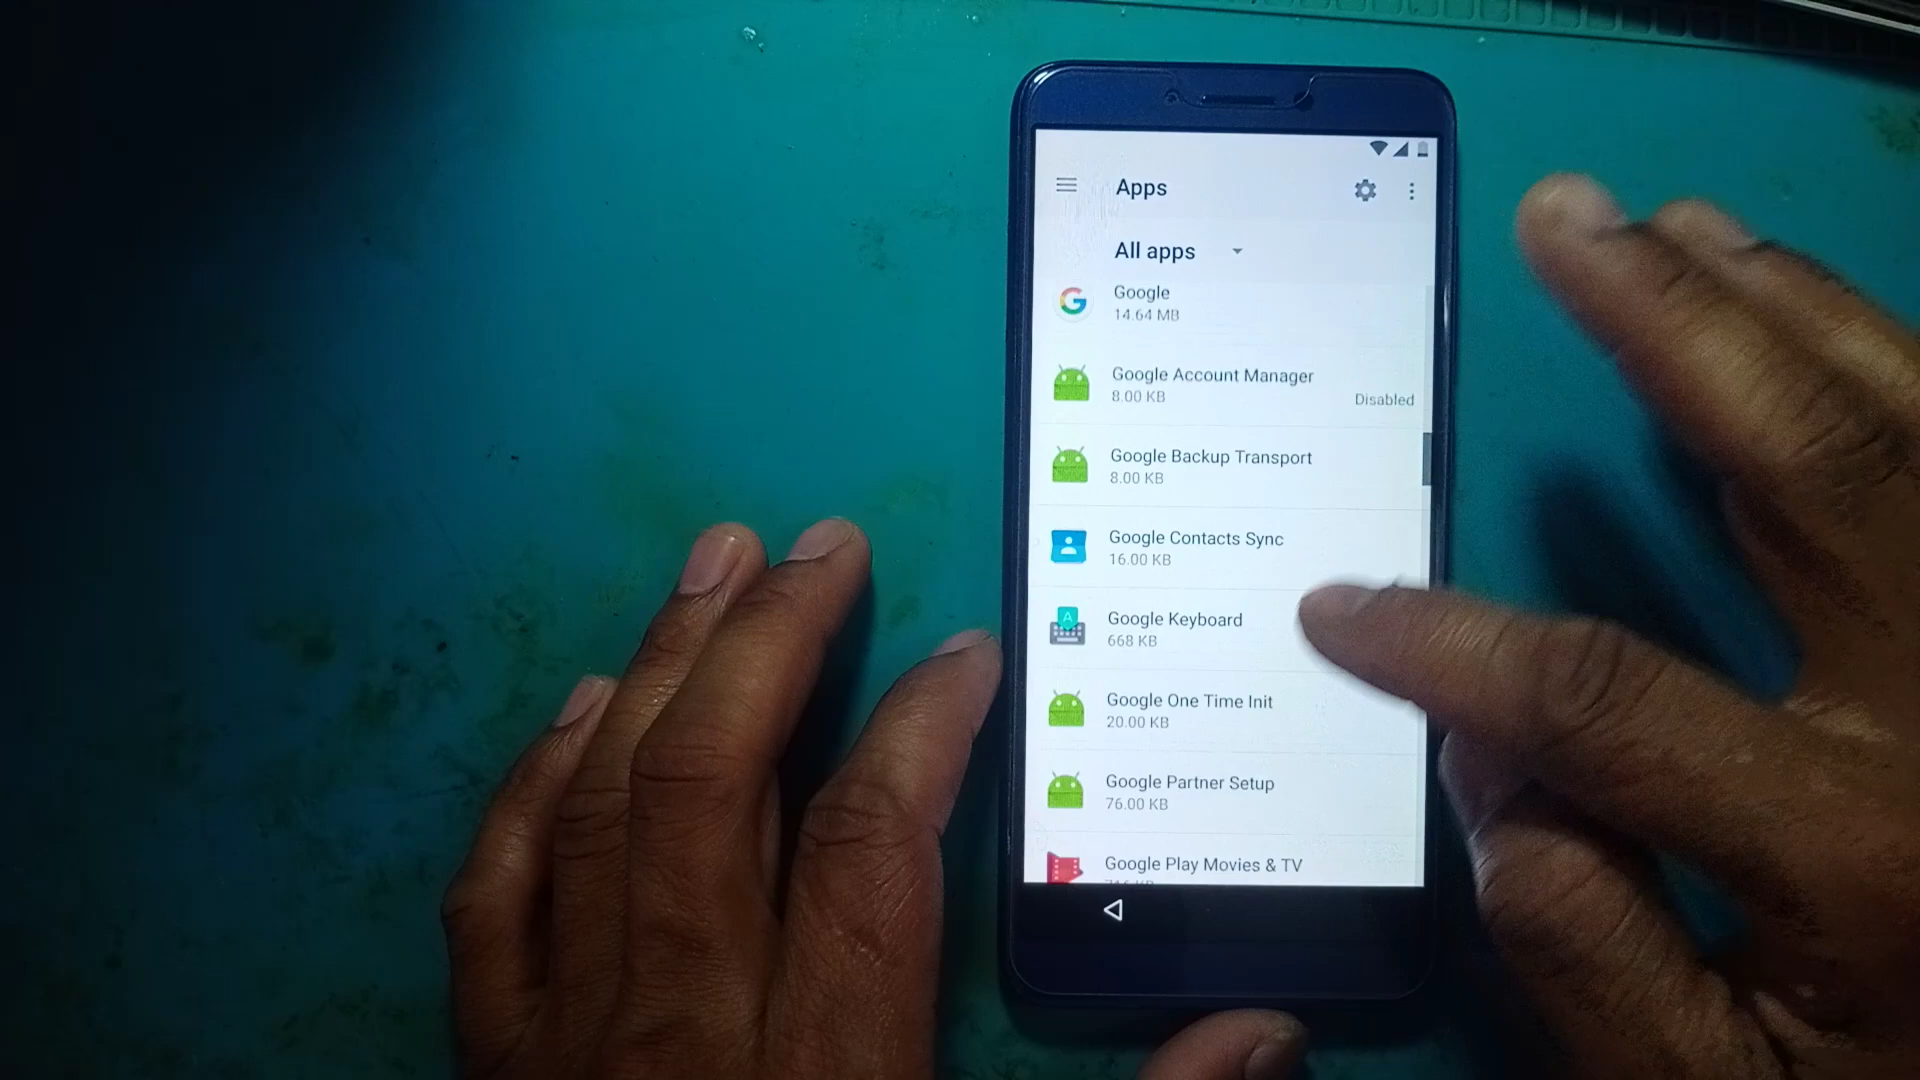 Apps
All apps
Google
14.64 MB
Google Account Manager
8.00 KB
Disabled
Google Backup Transport
8.00 KB
Google Contacts Sync
16.00 KB
Google Keyboard
668 KB
Google One Time Init
20.00 KB
Google Partner Setup
76.00 KB
Google Play Movies & TV